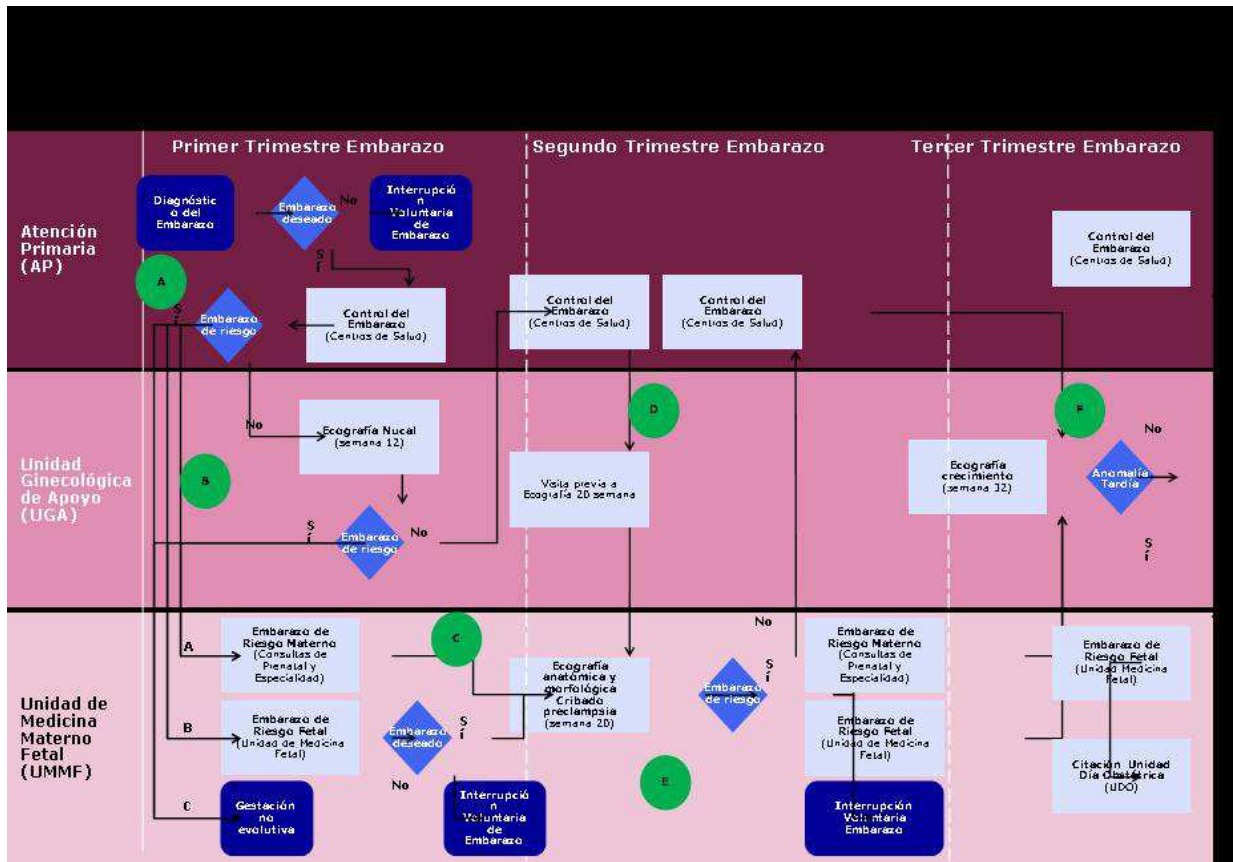 Primer Trimestre Embarazo
Segundo Trimestre Embarazo
Tercer Trimestre Embarazo
Atención
Primaria
(AP)
Diagnóstic
o del
Embarazo
Embarazo
deseado
No
Interrupció
n
Voluntaria
de
Embarazo
S
í
A
S
í
Embarazo
de riesgo
Control del
Embarazo
(Centros de Salud)
Control del
Embarazo
(Centros de Salud)
Control del
Embarazo
(Centros de Salud)
Control del
Embarazo
(Centros de Salud)
Unidad
Ginecológica
de Apoyo
(UGA)
No
Ecografía Nucal
(semana 12)
B
S
í
Embarazo
de riesgo
No
D
Visita previa a
Ecografía 20 semana
Ecografía
crecimiento
(semana 32)
F
No
Anomalía
Tardía
S
í
Unidad de
Medicina
Materno
Fetal
(UMMF)
A
Embarazo de
Riesgo Materno
(Consultas de
Prenatal y
Especialidad)
B
Embarazo de
Riesgo Fetal
(Unidad de Medicina
Fetal)
C
Gestación
no
evolutiva
C
Embarazo
deseado
S
í
No
Interrupció
n
Voluntaria
de
Embarazo
Ecografía
anatómica y
morfológica
Cribado
preclampsia
(semana 20)
No
Embarazo
de riesgo
S
í
E
Embarazo de
Riesgo Materno
(Consultas de
Prenatal y
Especialidad)
Embarazo de
Riesgo Fetal
(Unidad de Medicina
Fetal)
Interrupción
Voluntaria
Embarazo
Embarazo de
Riesgo Fetal
(Unidad Medicina
Fetal)
Citación Unidad
Día Obstétrica
(UDO)